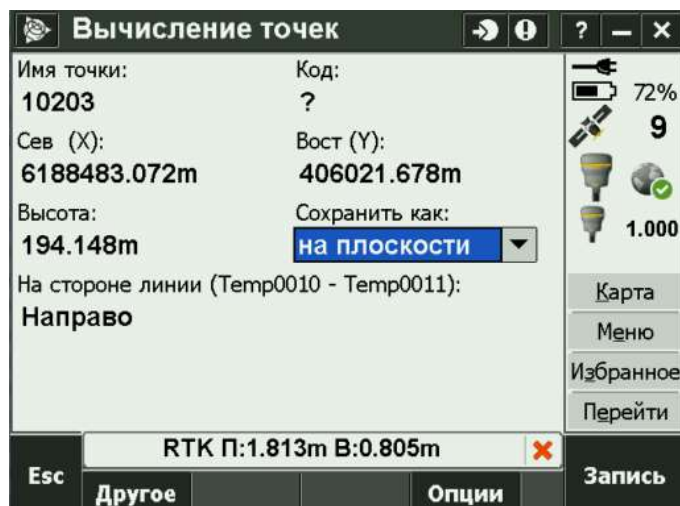 Вычисление точек
? – ×
Имя точки: Код:
10203 ?
72%
9
Сев (X): Вост (Y):
6188483.072m 406021.678m
Высота: Сохранить как:
194.148m на плоскости
1.000
На стороне линии (Temp0010 - Temp0011):
Направо
Карта
Меню
Избранное
Перейти
RTK П:1.813m В:0.805m
Esc
Другое Опции
Запись